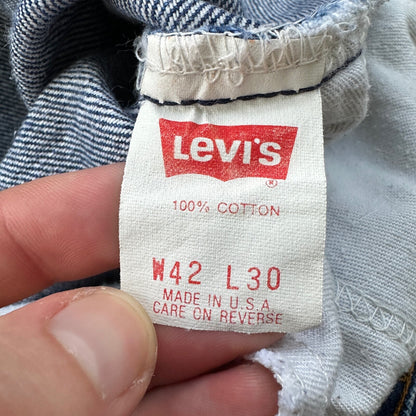 Levi's
®
100% COTTON
W42 L30
MADE IN U.S.A
CARE ON REVERSE